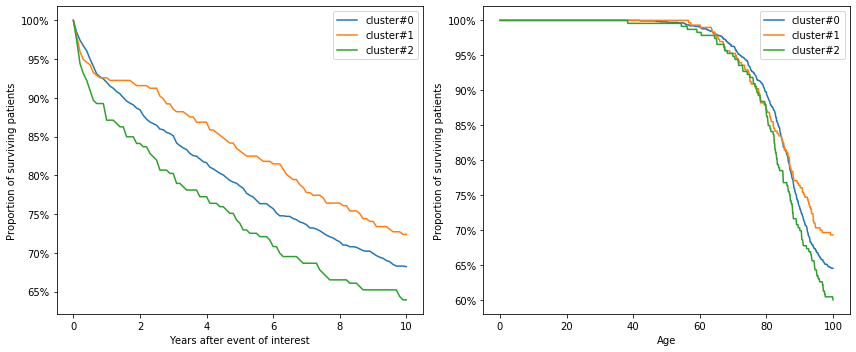 Proportion of surviving patients
100%
95%
90%
85%
80%
75%
70%
65%
0
2
4
6
8
10
Years after event of interest
cluster#0
cluster#1
cluster#2
Proportion of surviving patients
100%
95%
90%
85%
80%
75%
70%
65%
60%
0
20
40
60
80
100
Age
cluster#0
cluster#1
cluster#2